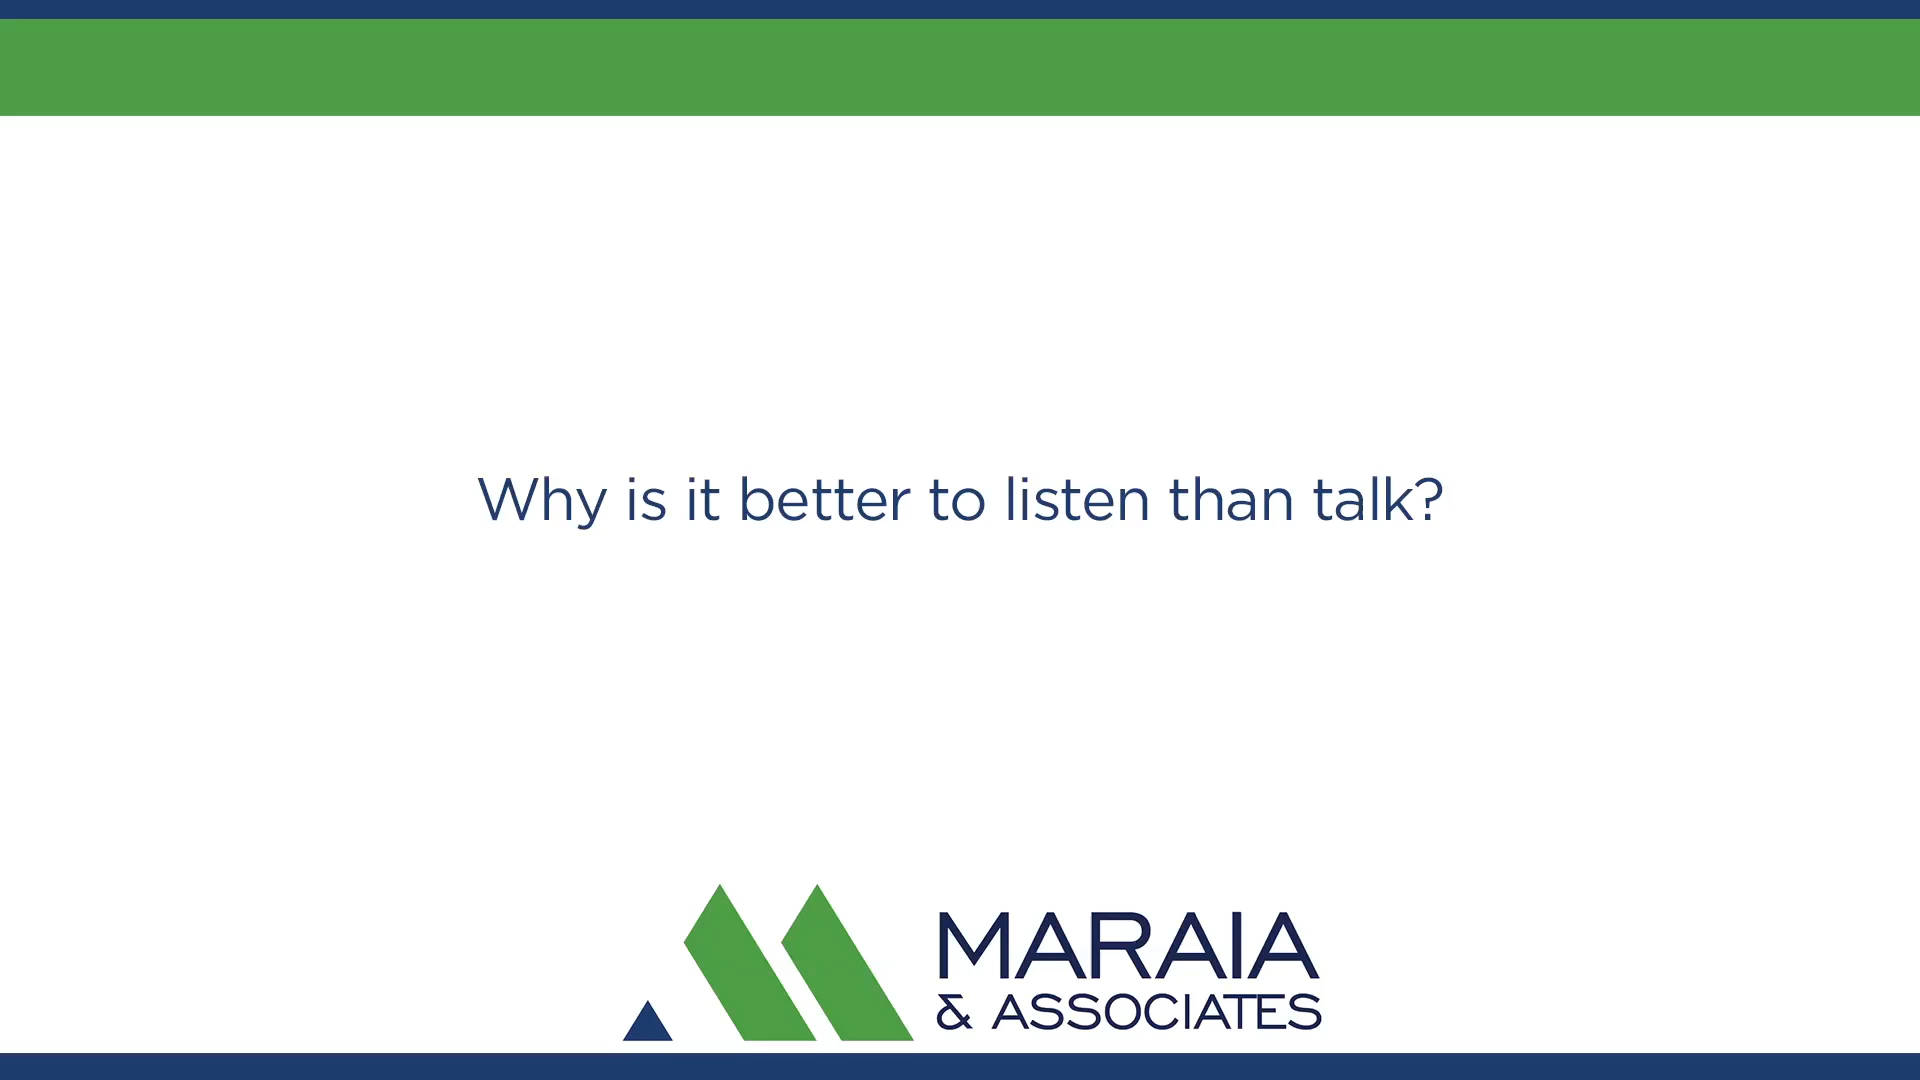 Why is it better to listen than talk?
MARAIA
& ASSOCIATES